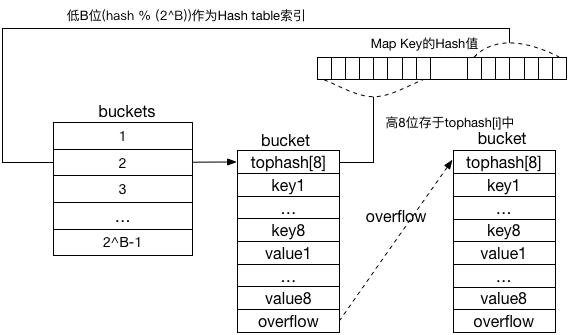 低B位(hash % (2^B))作为Hash table索引
Map Key的Hash值
高8位存于tophash[i]中
buckets
1
2
3
...
2^B-1
bucket
tophash[8]
key1
...
key8
value1
...
value8
overflow
overflow
bucket
tophash[8]
key1
...
key8
value1
...
value8
overflow